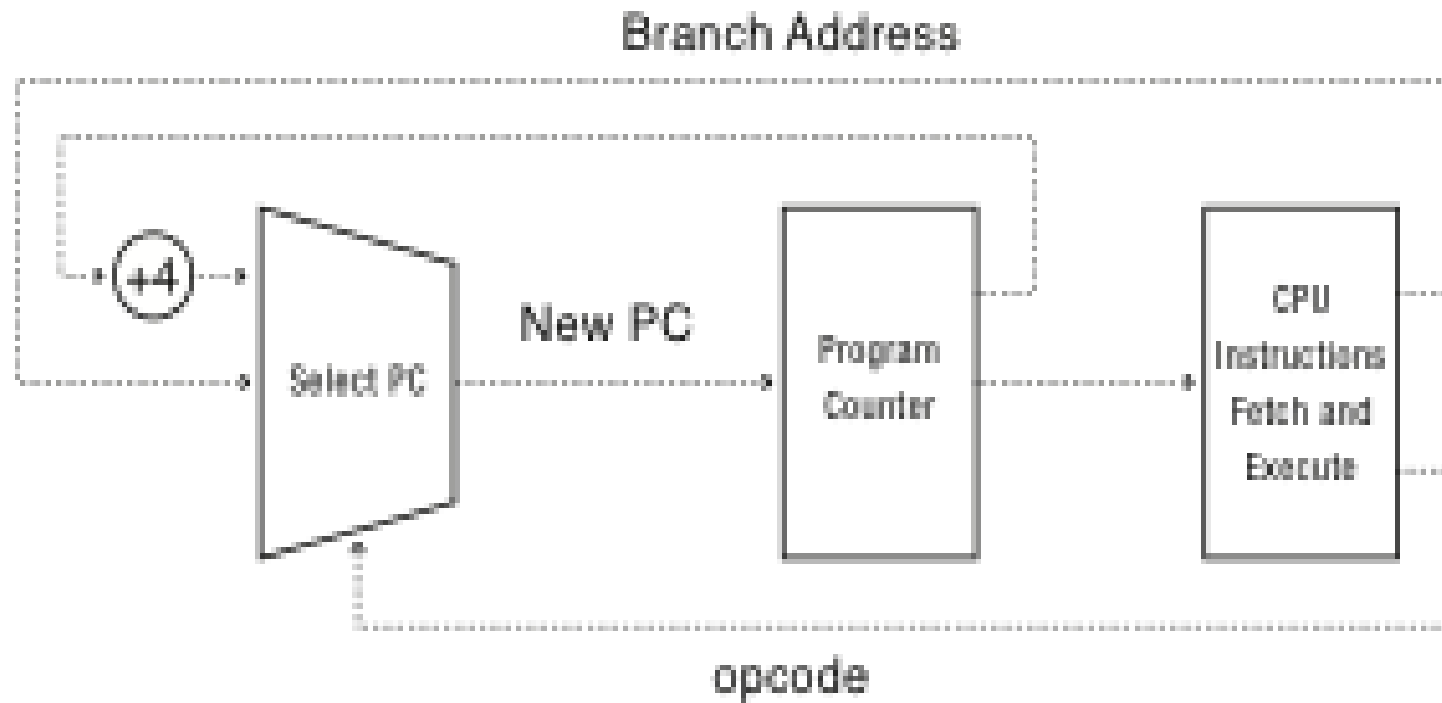 Branch Address
+4
Select PC
New PC
Program
Counter
CPU
Instructions
Fetch and
Execute
opcode